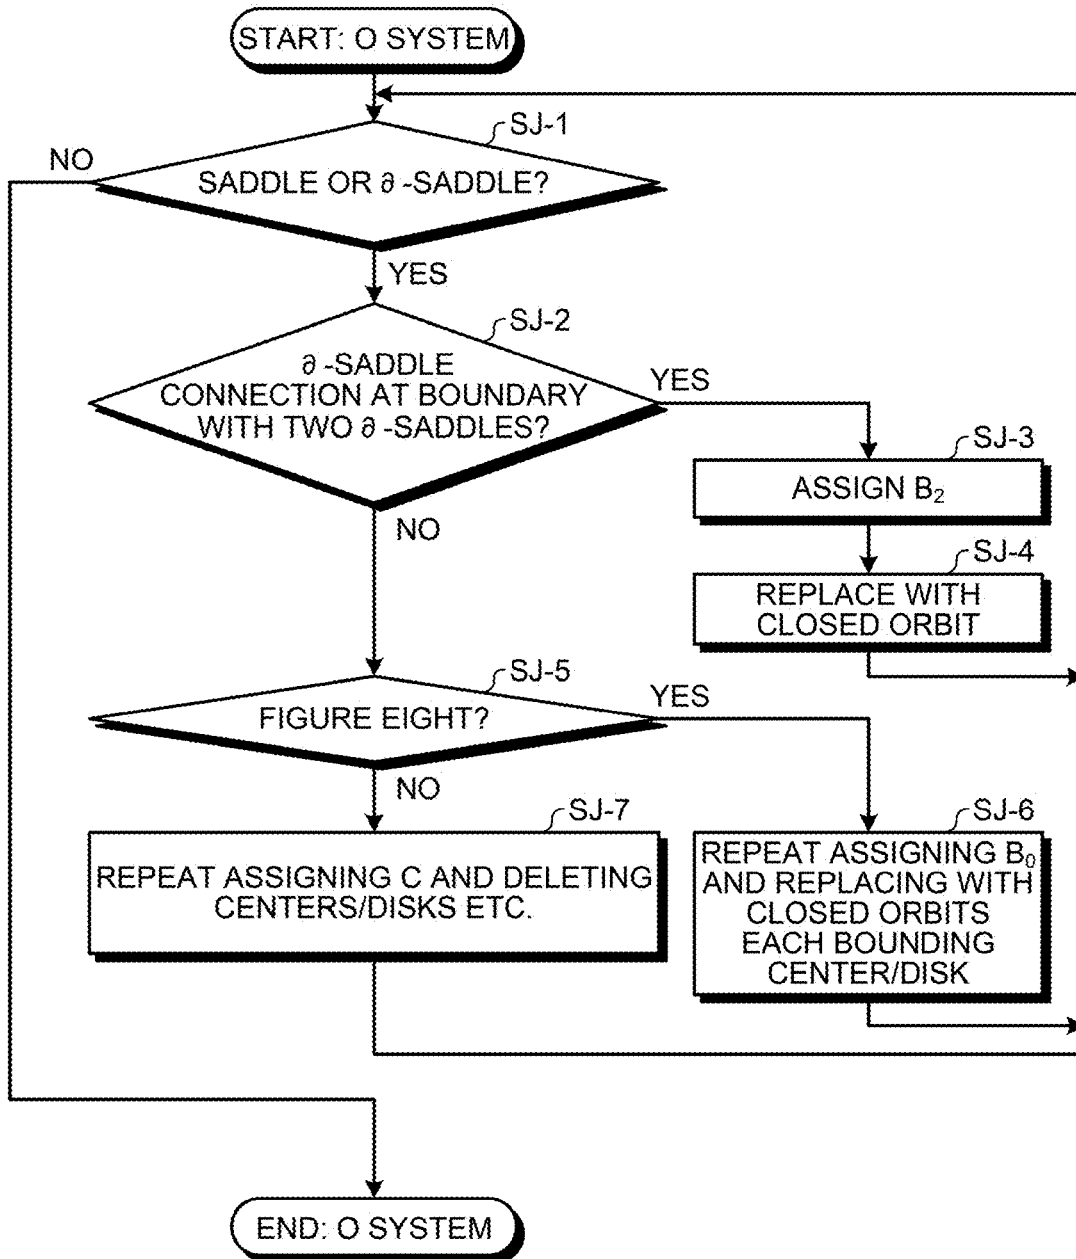 START: O SYSTEM
SJ-1
NO
SADDLE OR ∂-SADDLE?
YES
SJ-2
∂-SADDLE
CONNECTION AT BOUNDARY
WITH TWO ∂-SADDLES?
YES
SJ-3
ASSIGN B₂
NO
SJ-4
REPLACE WITH
CLOSED ORBIT
SJ-5
FIGURE EIGHT?
YES
NO
SJ-7
REPEAT ASSIGNING C AND DELETING
CENTERS/DISKS ETC.
SJ-6
REPEAT ASSIGNING B₀
AND REPLACING WITH
CLOSED ORBITS
EACH BOUNDING
CENTER/DISK
END: O SYSTEM